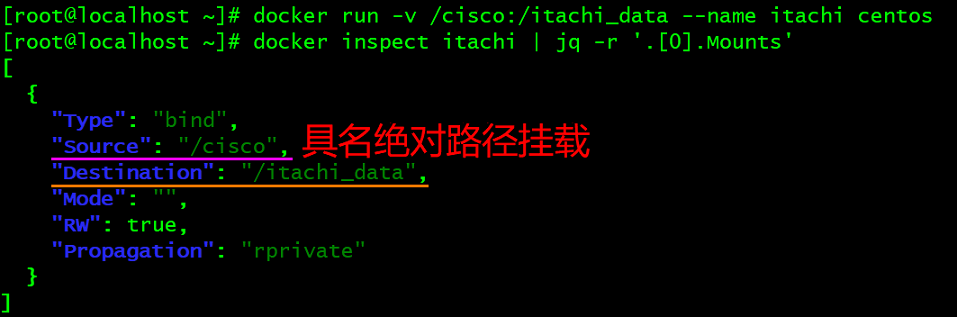 [root@localhost ~]# docker run -v /cisco:/itachi_data --name itachi centos
[root@localhost ~]# docker inspect itachi | jq -r '.[0].Mounts'
[
  {
    "Type": "bind",
    "Source": "/cisco", 具名绝对路径挂载
    "Destination": "/itachi_data",
    "Mode": "",
    "RW": true,
    "Propagation": "rprivate"
  }
]